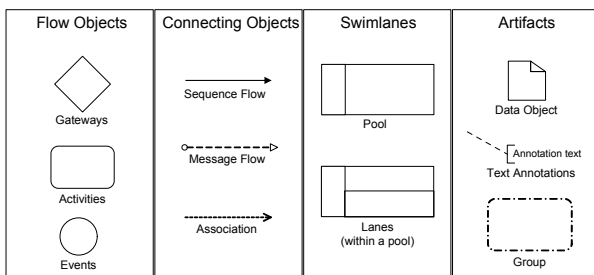 Flow Objects
Gateways
Activities
Events
Connecting Objects
Sequence Flow
Message Flow
Association
Swimlanes
Pool
Lanes
(within a pool)
Artifacts
Data Object
Annotation text
Text Annotations
Group